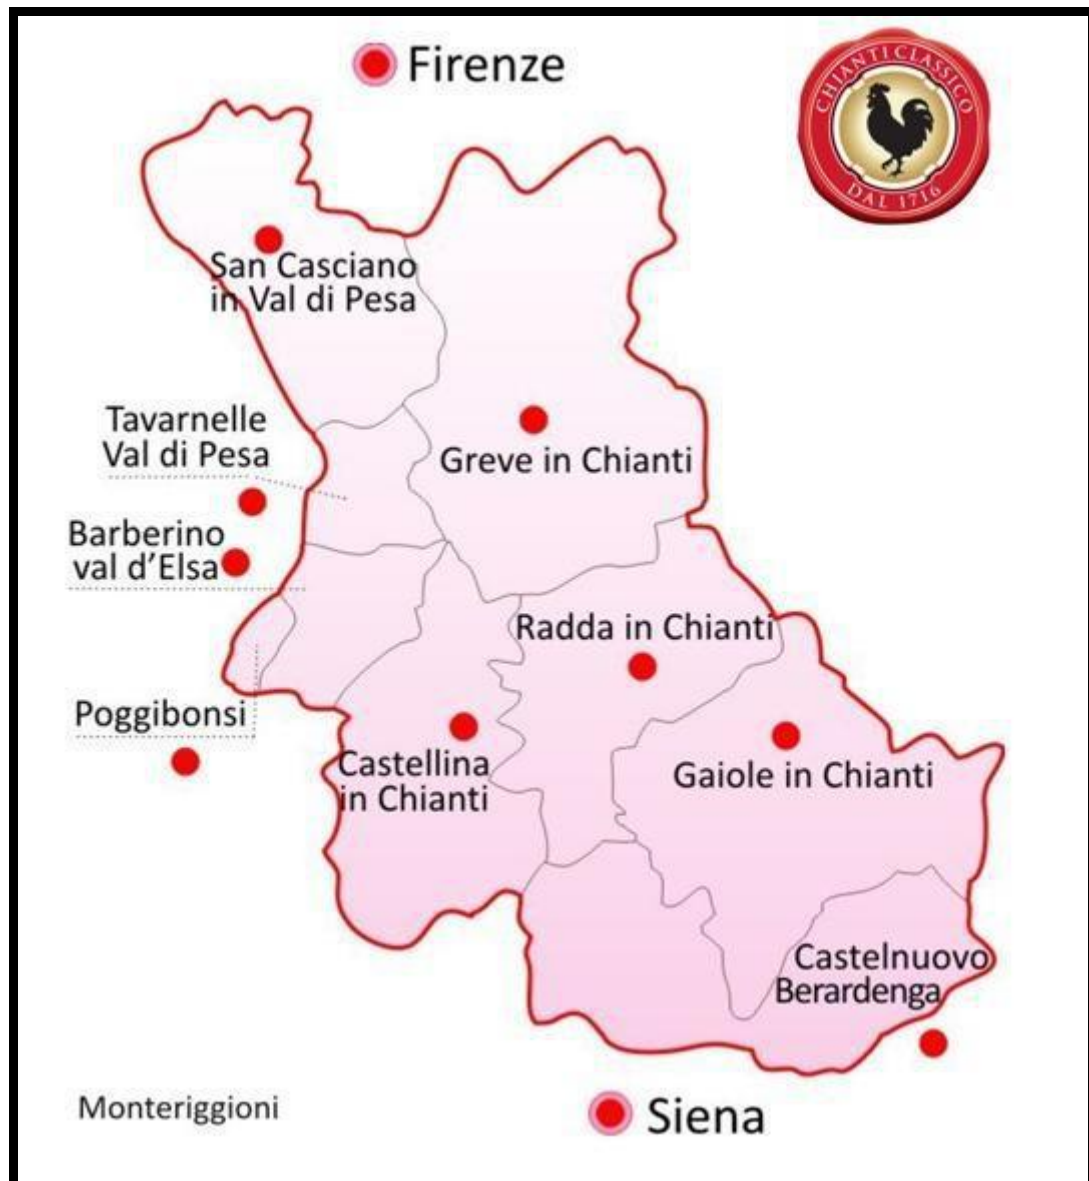 Firenze
CHIANTI CLASSICO
DAL 1716
San Casciano
in Val di Pesa
Tavarnelle
Val di Pesa
Greve in Chianti
Barberino
val d’Elsa
Radda in Chianti
Poggibonsi
Castellina
in Chianti
Gaiole in Chianti
Castelnuovo
Berardenga
Monteriggioni
Siena